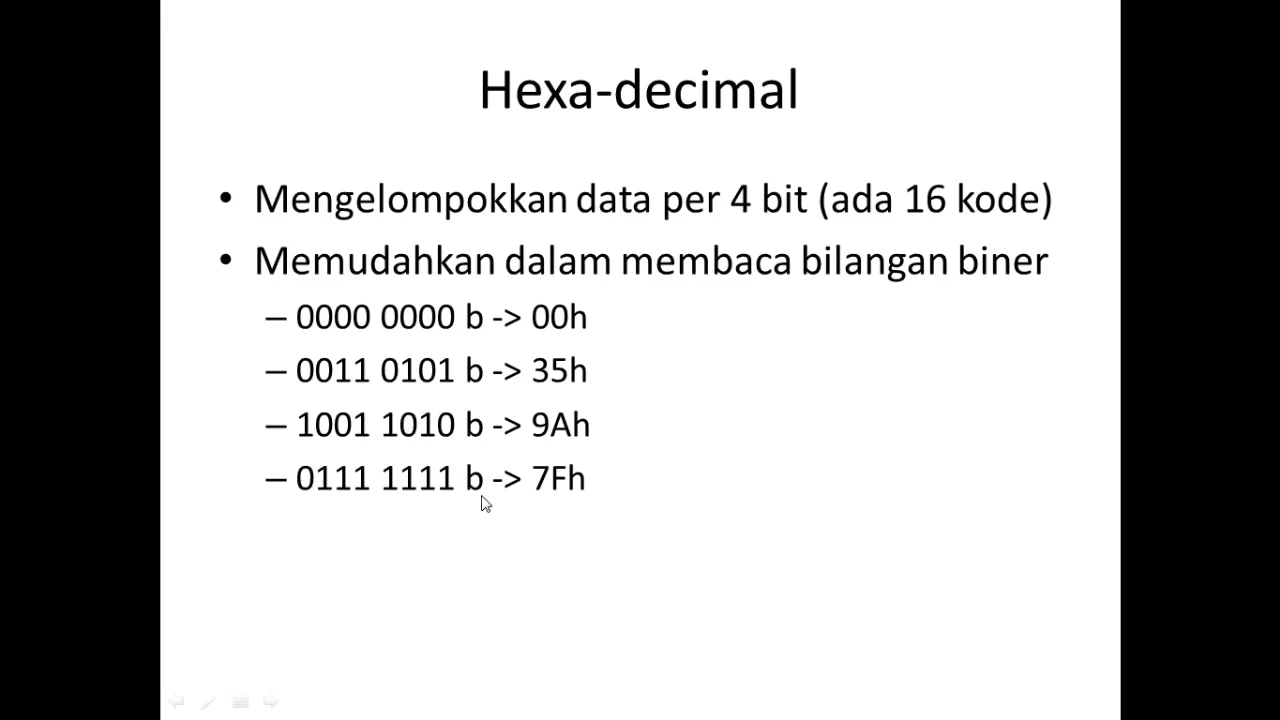 Hexa-decimal
• Mengelompokkan data per 4 bit (ada 16 kode)
• Memudahkan dalam membaca bilangan biner
– 0000 0000 b -> 00h
– 0011 0101 b -> 35h
– 1001 1010 b -> 9Ah
– 0111 1111 b -> 7Fh